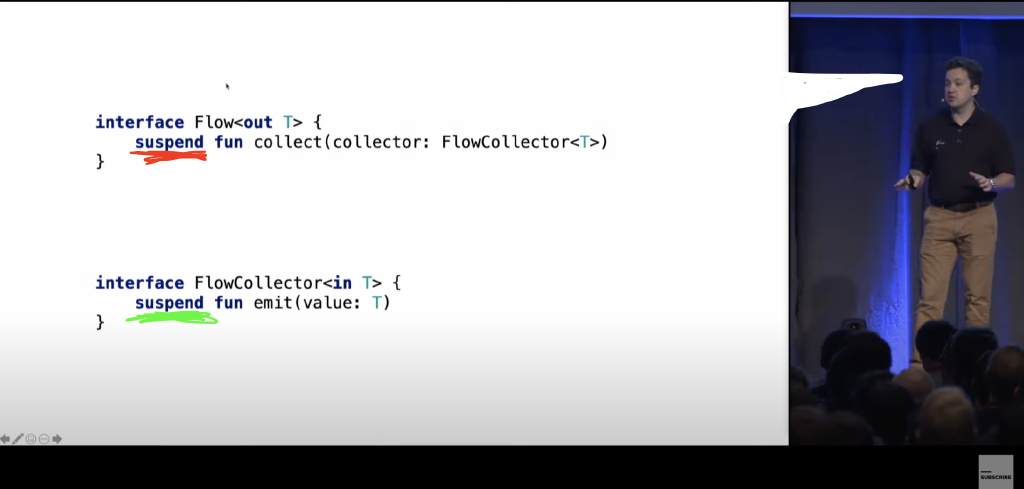 interface Flow<out T> {
    suspend fun collect(collector: FlowCollector<T>)
}
interface FlowCollector<in T> {
    suspend fun emit(value: T)
}
SUBSCRIBE